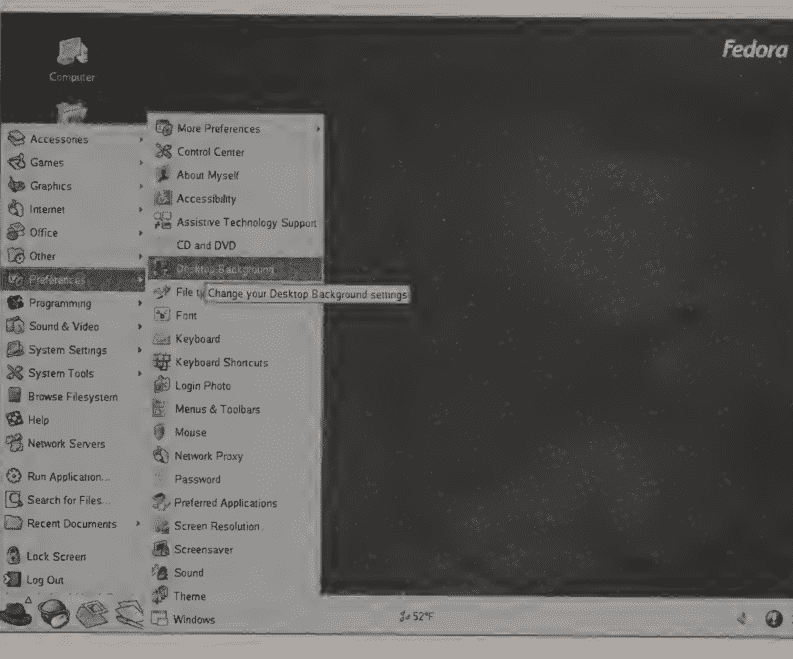 Fedora
Computer
Accessories
Games
Graphics
Internet
Office
Other
Preferences
Programming
Sound & Video
System Settings
System Tools
Browse Filesystem
Help
Network Servers
Run Application...
Search for Files...
Recent Documents
Lock Screen
Log Out
More Preferences
Control Center
About Myself
Accessibility
Assistive Technology Support
CD and DVD
Desktop Background
File
Change your Desktop Background settings
Font
Keyboard
Keyboard Shortcuts
Login Photo
Menus & Toolbars
Mouse
Network Proxy
Password
Preferred Applications
Screen Resolution
Screensaver
Sound
Theme
Windows
52°F